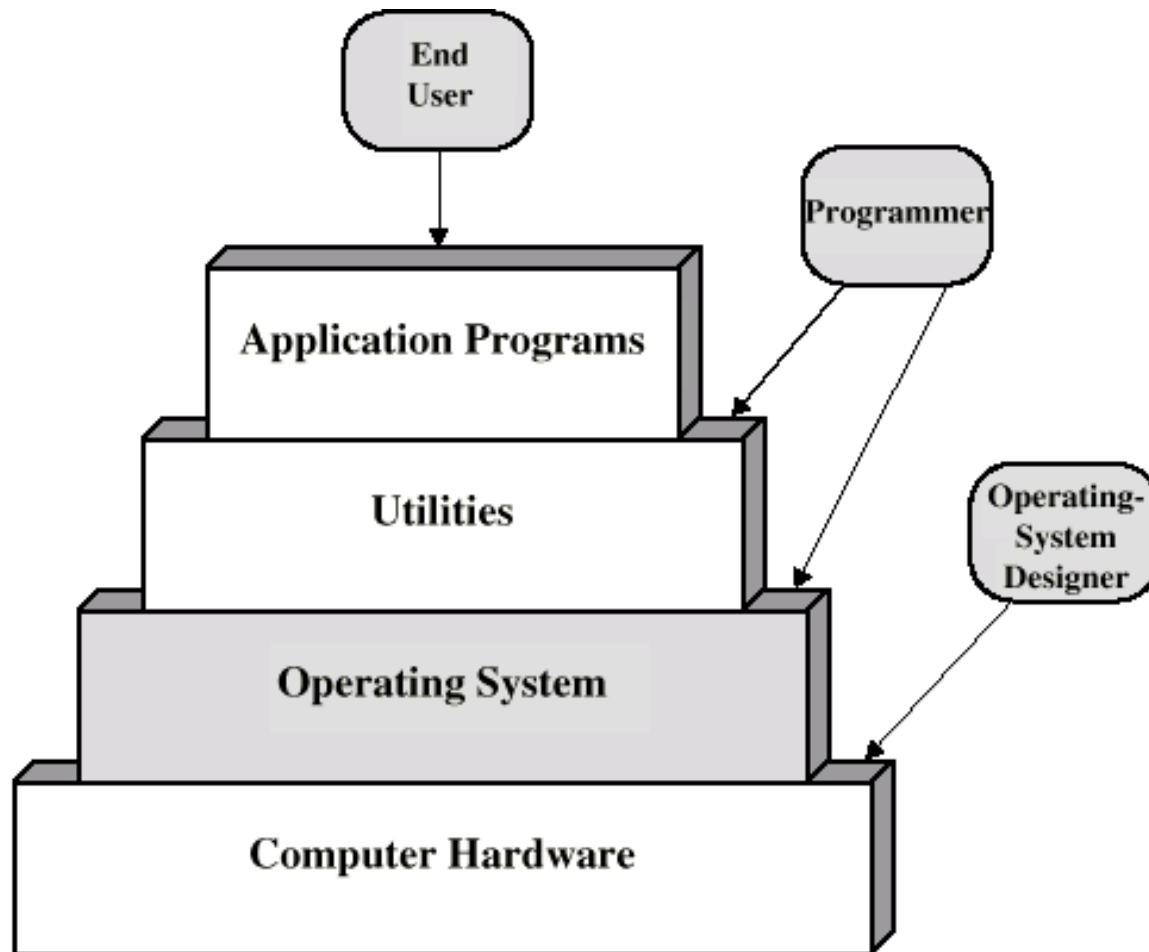 End
User
Programmer
Application Programs
Utilities
Operating-
System
Designer
Operating System
Computer Hardware